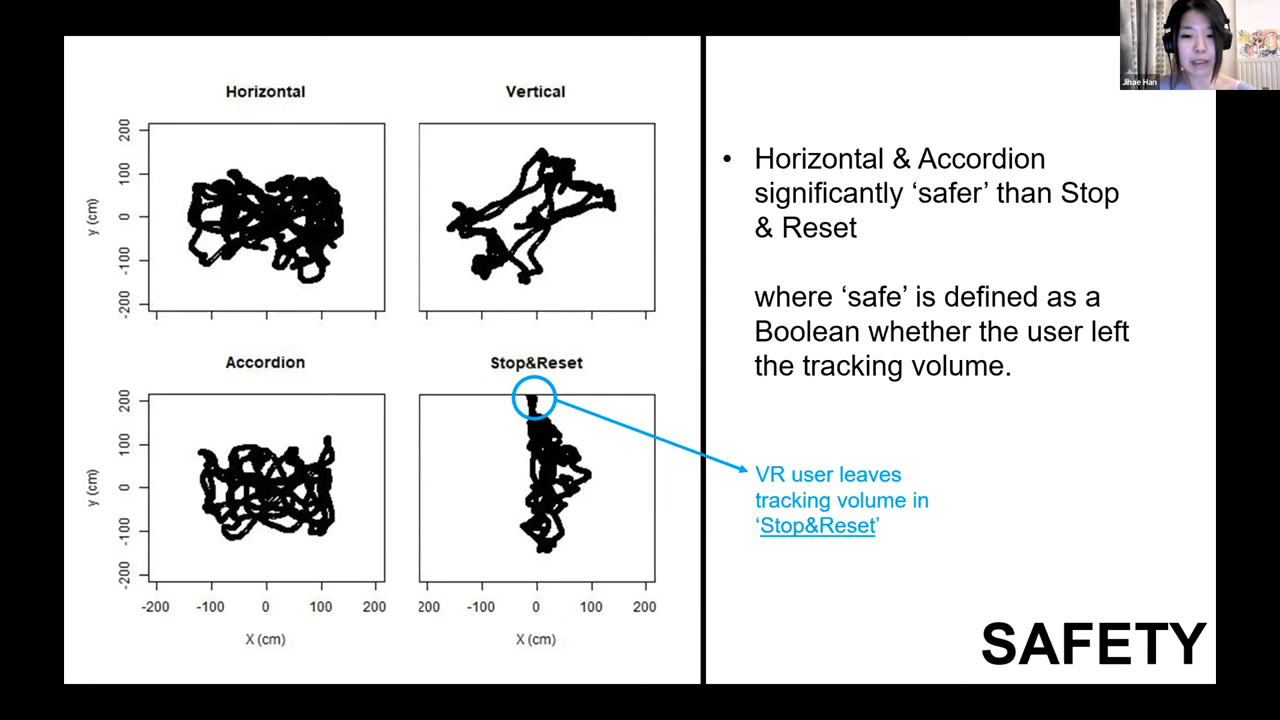 Jihae Han
Horizontal
Vertical
y (cm)
200
100
0
-100
-200
Accordion
Stop&Reset
y (cm)
200
100
0
-100
-200
-200 -100 0 100 200
200 -100 0 100 200
X (cm)
X (cm)
• Horizontal & Accordion
significantly ‘safer’ than Stop
& Reset
where ‘safe’ is defined as a
Boolean whether the user left
the tracking volume.
VR user leaves
tracking volume in
‘Stop&Reset’
SAFETY